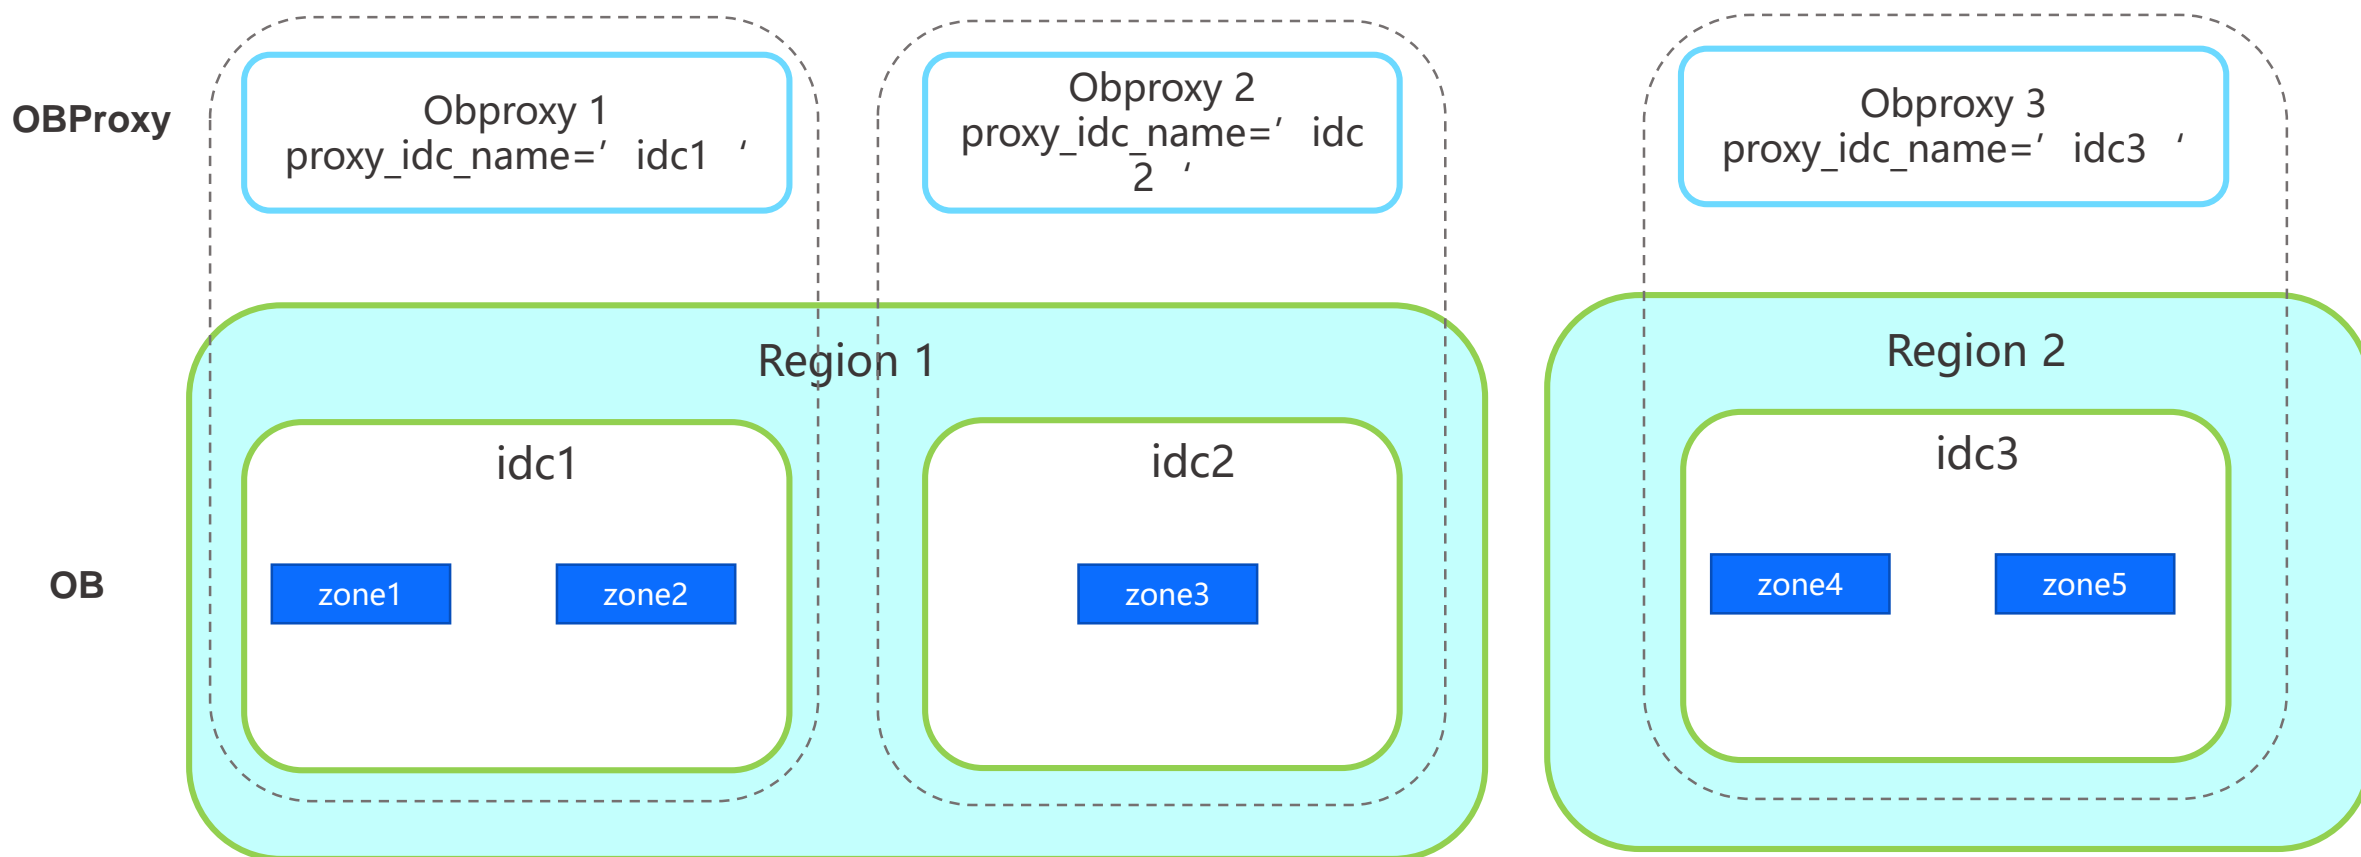 OBProxy
Obproxy 1
proxy_idc_name=’ idc1 ‘
Obproxy 2
proxy_idc_name=’ idc
2 ‘
Obproxy 3
proxy_idc_name=’ idc3 ‘
Region 1
Region 2
idc1
idc2
idc3
OB
zone1
zone2
zone3
zone4
zone5